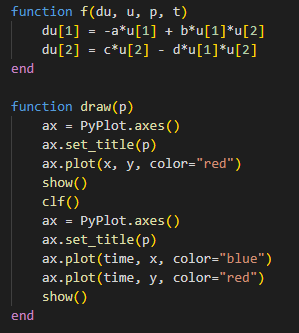 function f(du, u, p, t)
    du[1] = -a*u[1] + b*u[1]*u[2]
    du[2] = c*u[2] - d*u[1]*u[2]
end

function draw(p)
    ax = PyPlot.axes()
    ax.set_title(p)
    ax.plot(x, y, color="red")
    show()
    clf()
    ax = PyPlot.axes()
    ax.set_title(p)
    ax.plot(time, x, color="blue")
    ax.plot(time, y, color="red")
    show()
end